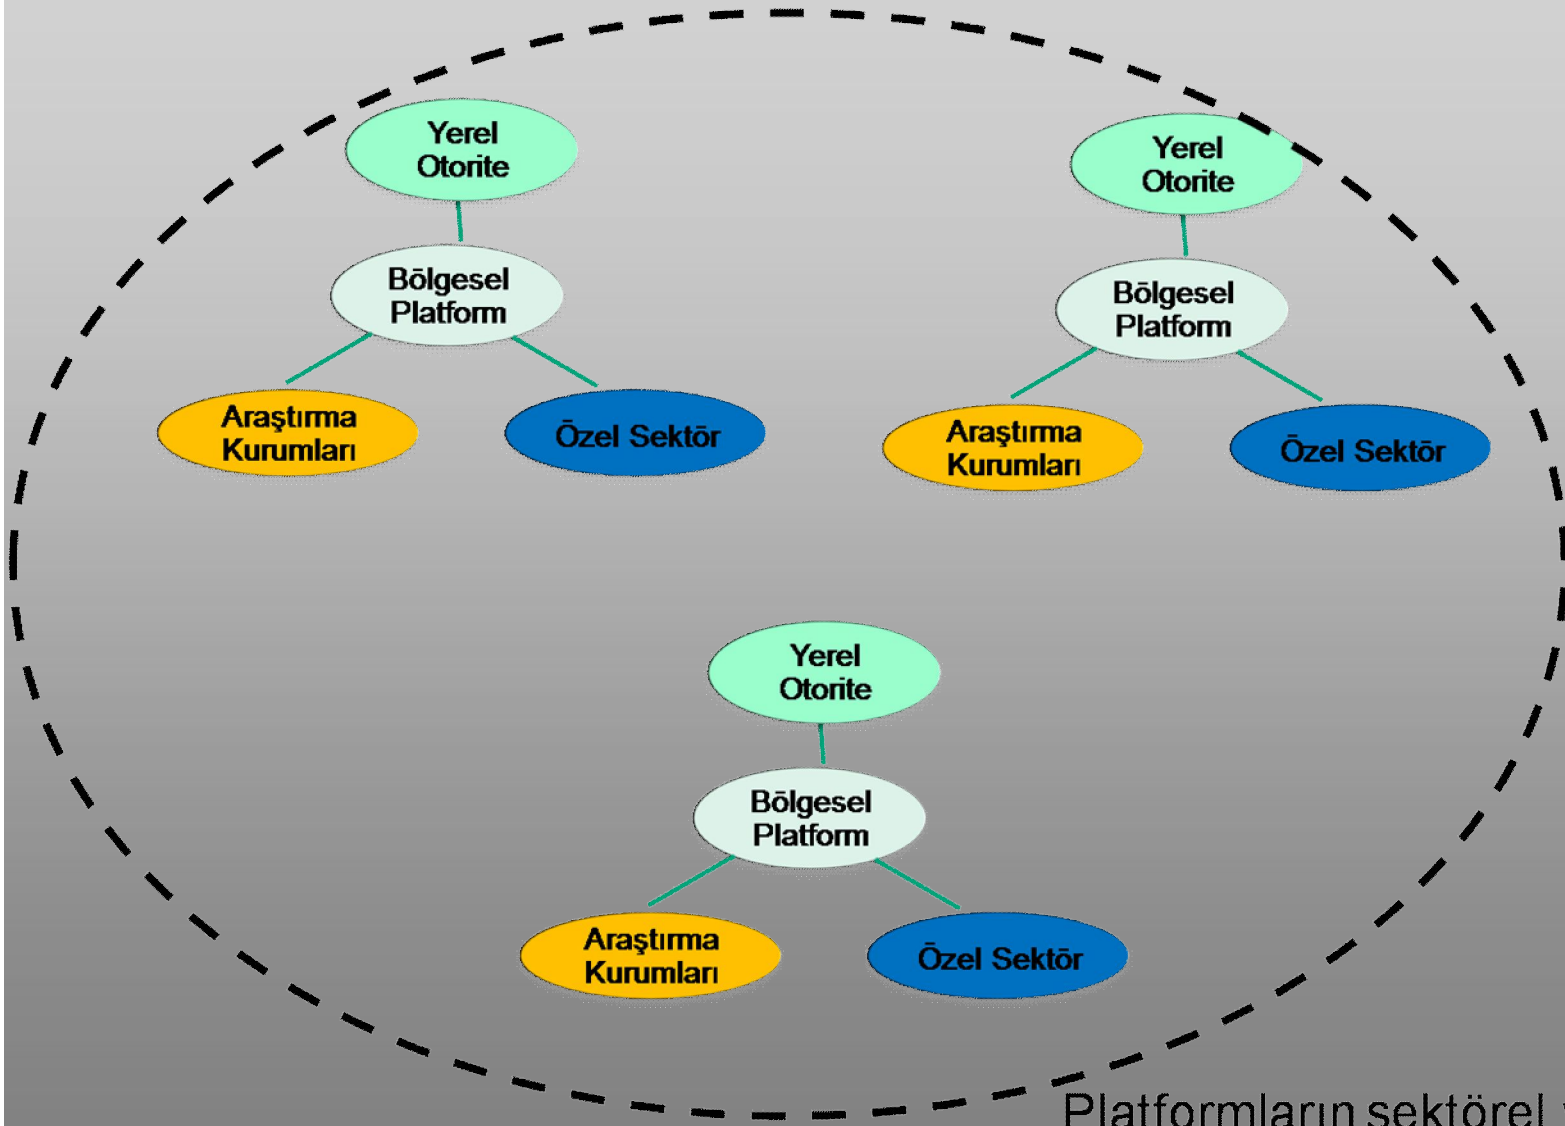 Yerel
Otorite
Bölgesel
Platform
Araştırma
Kurumları
Özel Sektör
Yerel
Otorite
Bölgesel
Platform
Araştırma
Kurumları
Özel Sektör
Yerel
Otorite
Bölgesel
Platform
Araştırma
Kurumları
Özel Sektör
Platformların sektörel